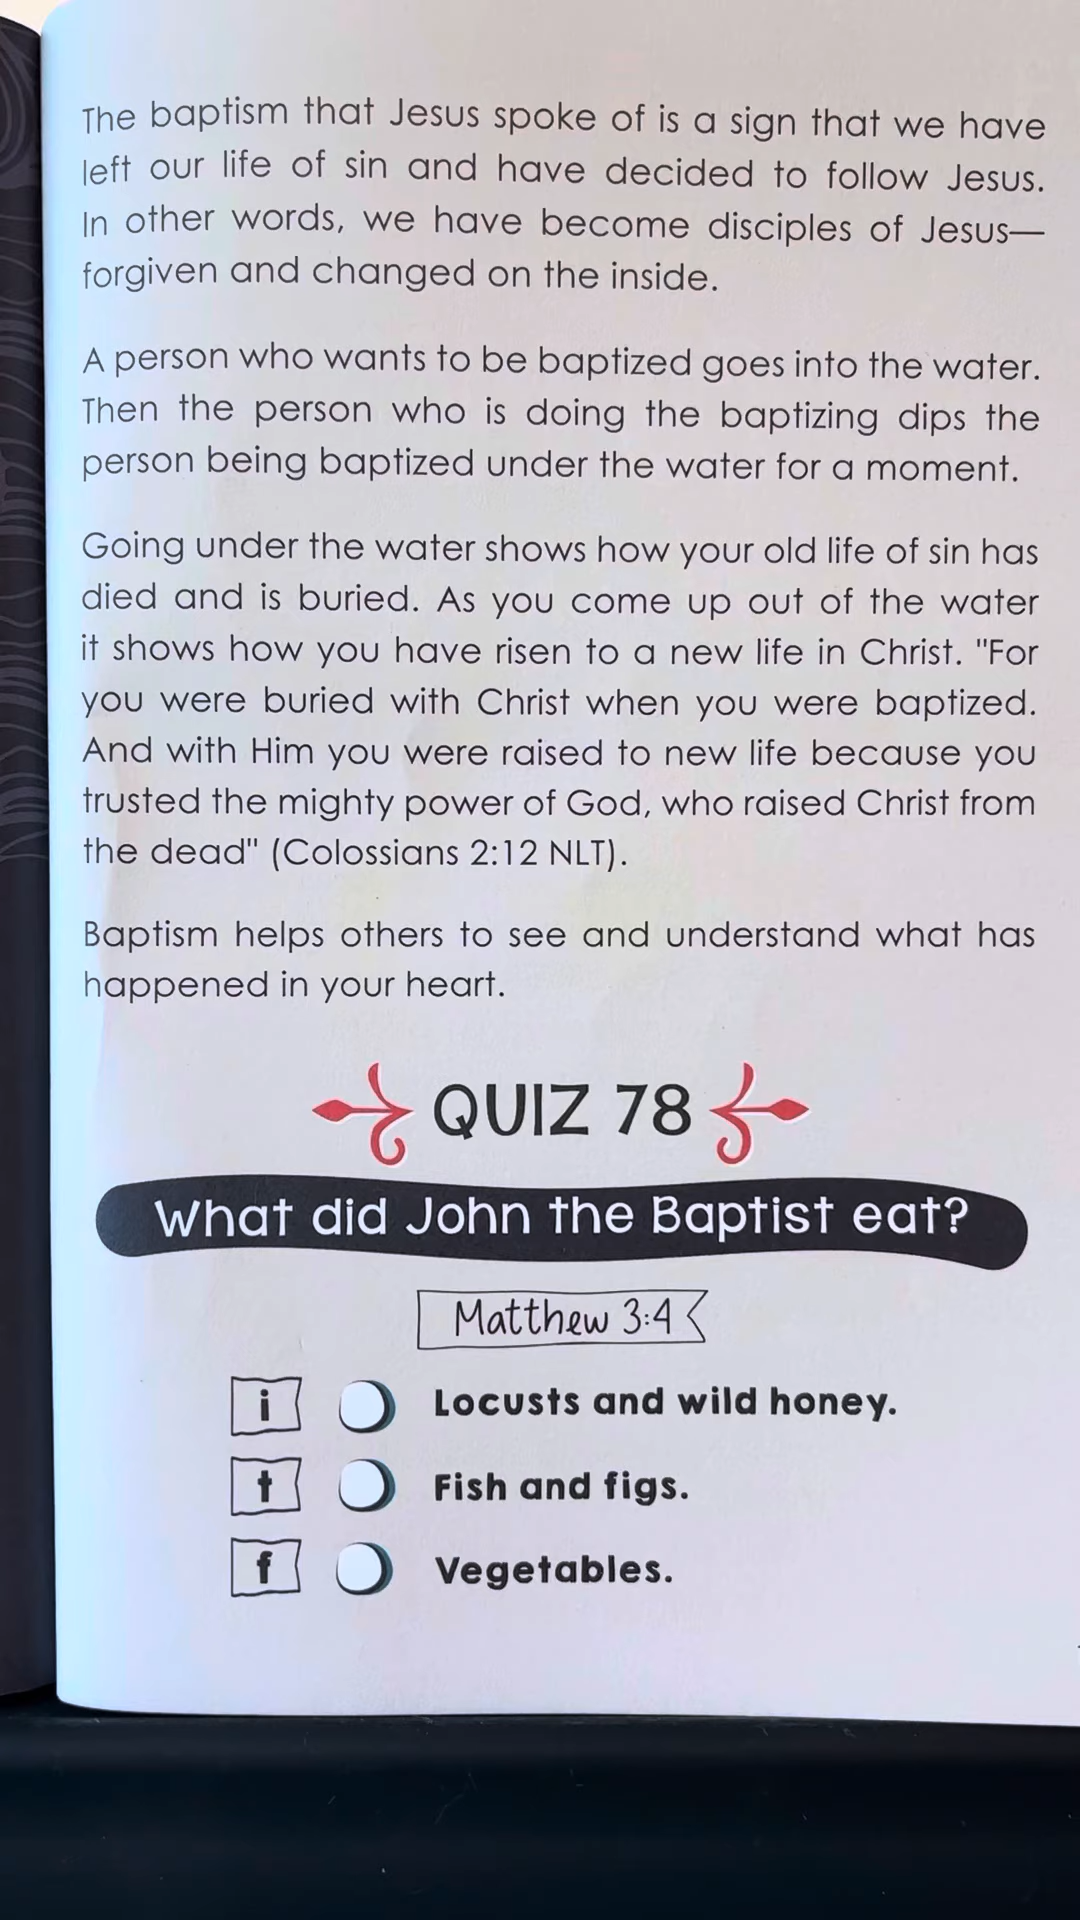 The baptism that Jesus spoke of is a sign that we have
left our life of sin and have decided to follow Jesus.
In other words, we have become disciples of Jesus—
forgiven and changed on the inside.
A person who wants to be baptized goes into the water.
Then the person who is doing the baptizing dips the
person being baptized under the water for a moment.
Going under the water shows how your old life of sin has
died and is buried. As you come up out of the water
it shows how you have risen to a new life in Christ. "For
you were buried with Christ when you were baptized.
And with Him you were raised to new life because you
trusted the mighty power of God, who raised Christ from
the dead" (Colossians 2:12 NLT).
Baptism helps others to see and understand what has
happened in your heart.
QUIZ 78
What did John the Baptist eat?
Matthew 3:4
i Locusts and wild honey.
t Fish and figs.
f Vegetables.